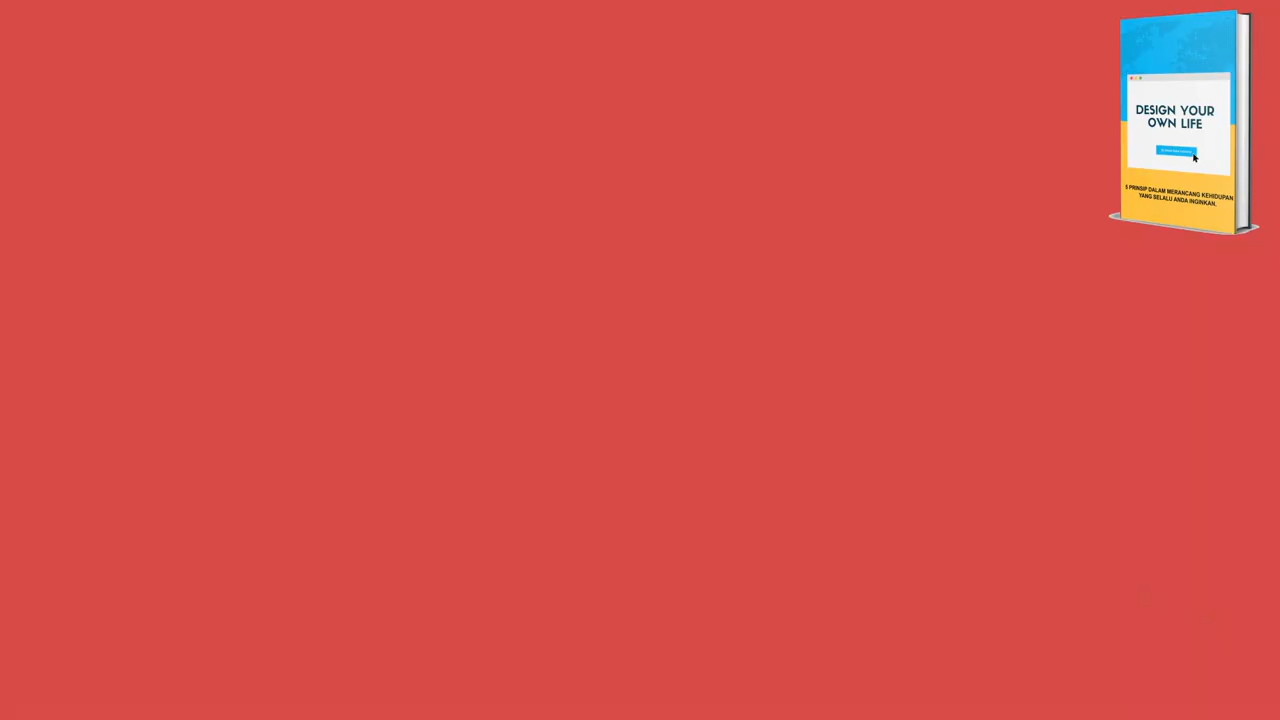 DESIGN YOUR
OWN LIFE
5 PRINSIP DALAM MERANCANG KEHIDUPAN
YANG SELALU ANDA INGINKAN.